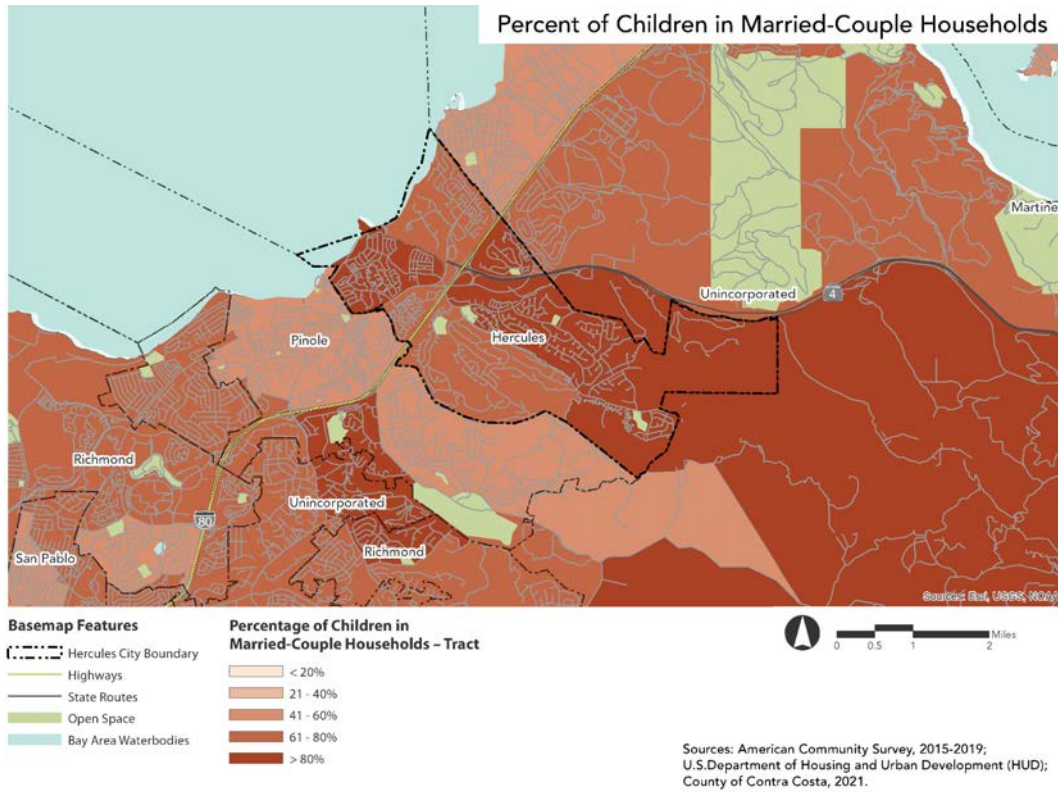 Percent of Children in Married-Couple Households
Martine
Unincorporated
4
Pinole
Hercules
Richmond
Unincorporated
80
San Pablo
Richmond
Sources: Esri, USGS, NOAA
Basemap Features
Hercules City Boundary
Highways
State Routes
Open Space
Bay Area Waterbodies
Percentage of Children in
Married-Couple Households – Tract
< 20%
21 - 40%
41 - 60%
61 - 80%
> 80%
0 0.5 1 2 Miles
Sources: American Community Survey, 2015-2019;
U.S.Department of Housing and Urban Development (HUD);
County of Contra Costa, 2021.